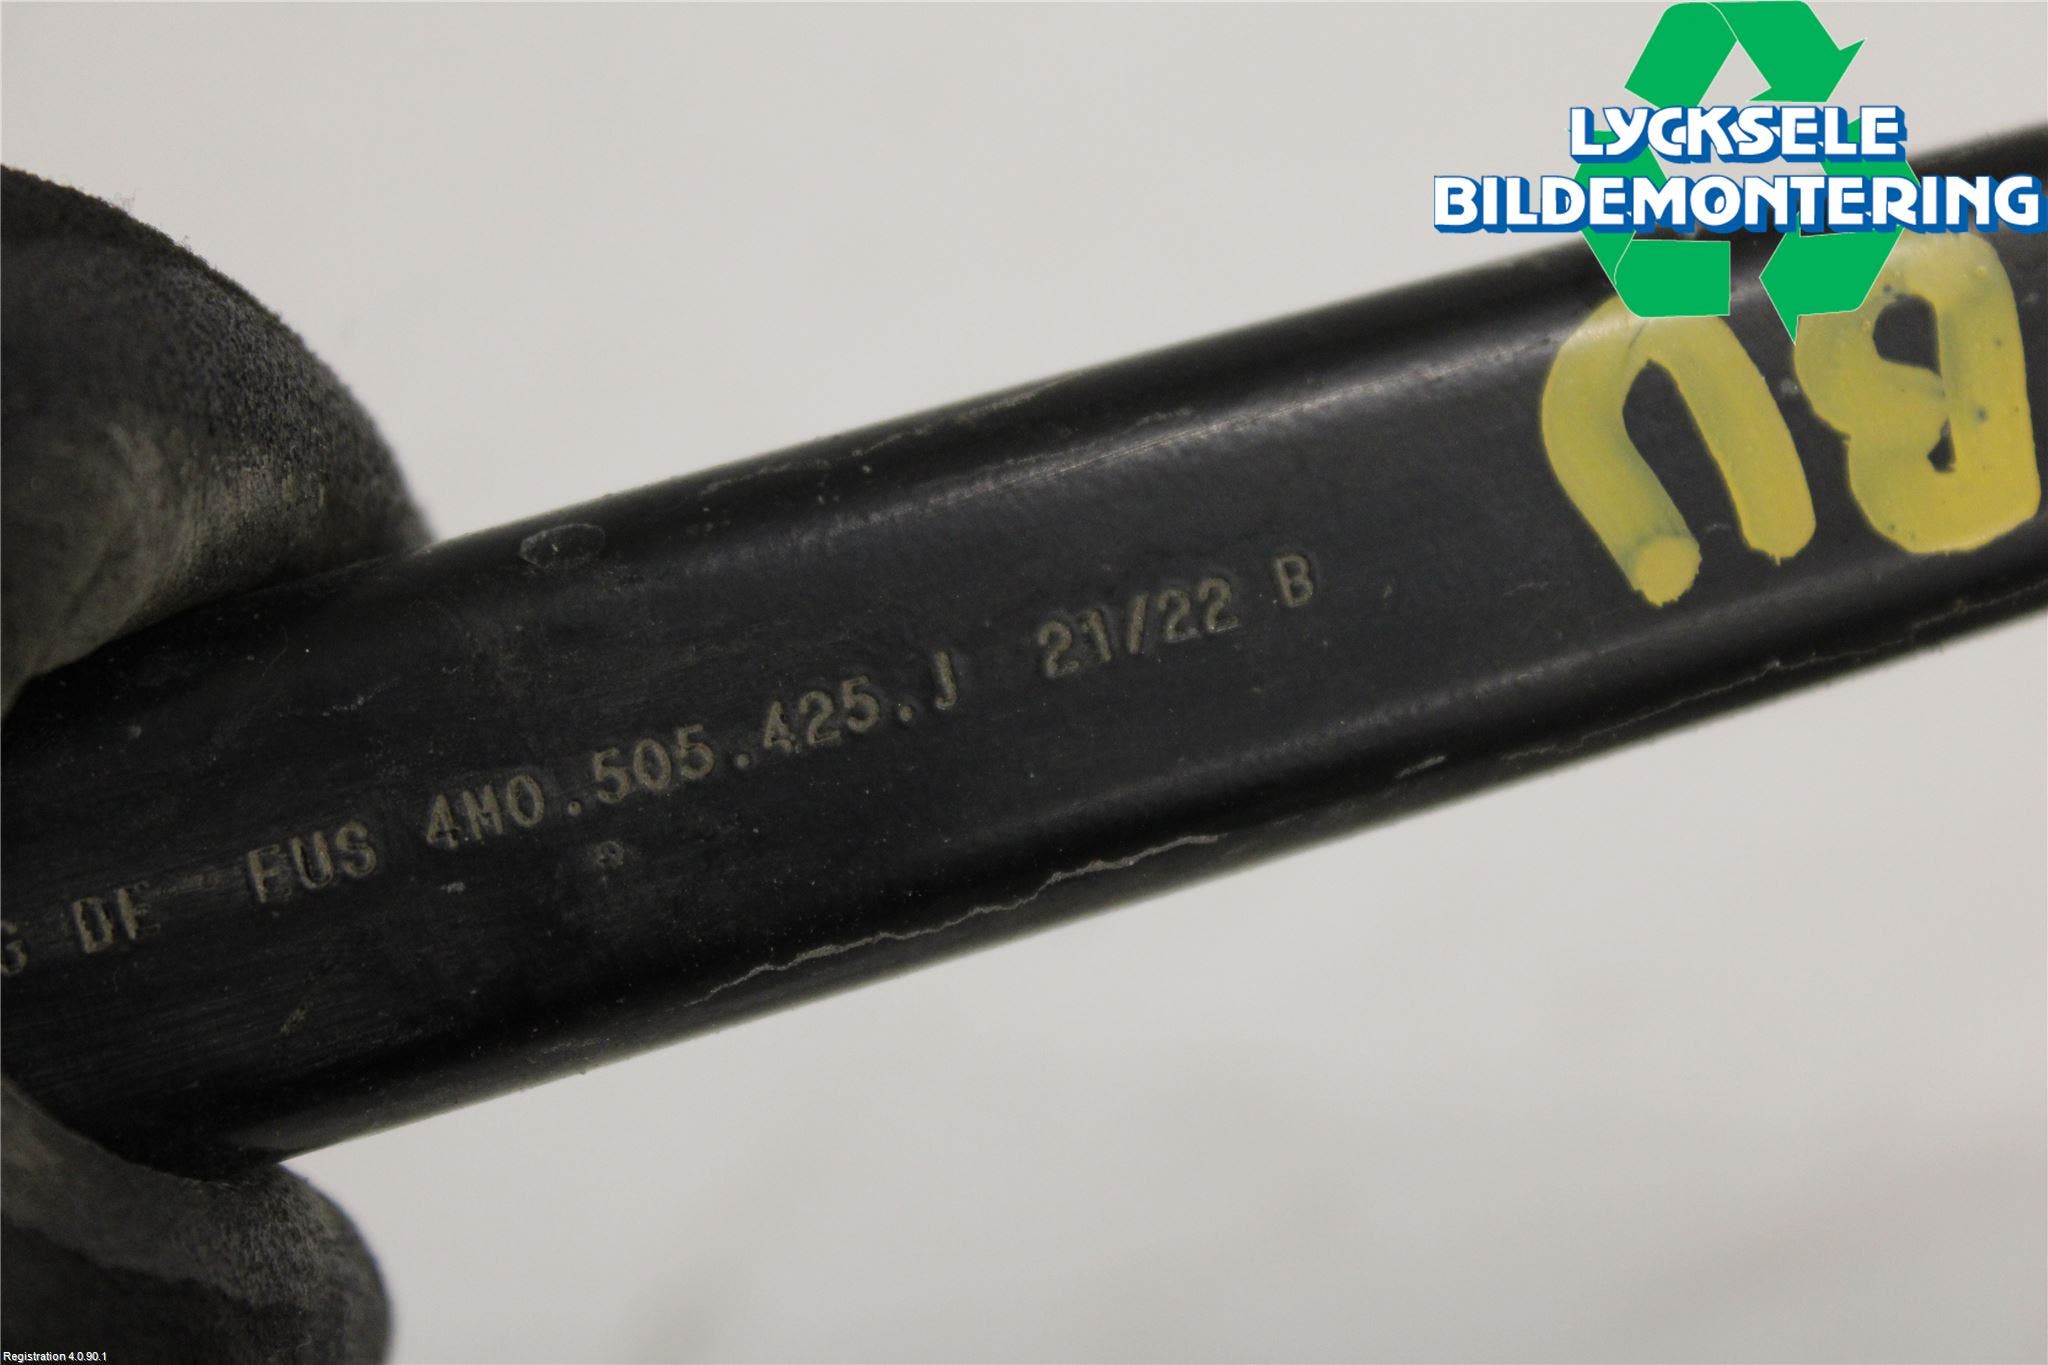 LYCKSELE
BILDEMONTERING
G DE FUS 4M0.505.425.J 21/22 B
Registration 4.0.90.1